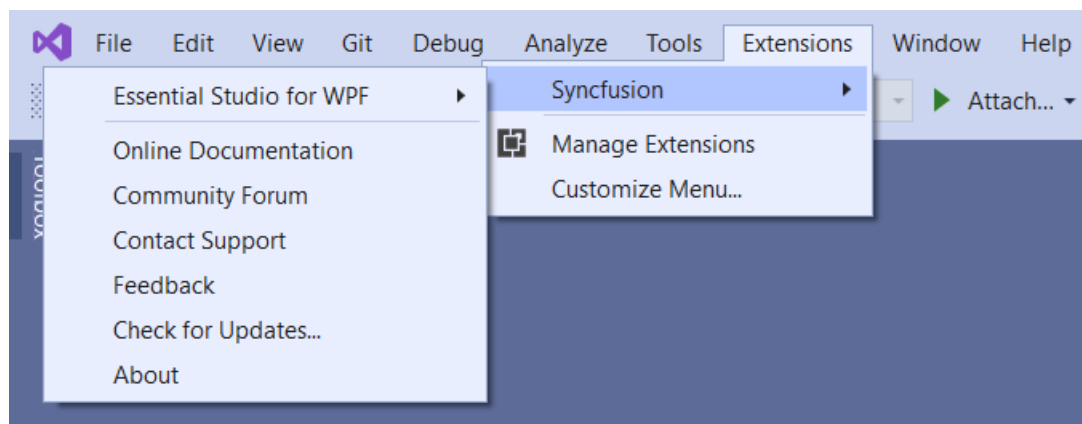 File Edit View Git Debug Analyze Tools Extensions Window Help
Attach...
Syncfusion
Manage Extensions
Customize Menu...
Essential Studio for WPF
Online Documentation
Community Forum
Contact Support
Feedback
Check for Updates...
About
Toolbox